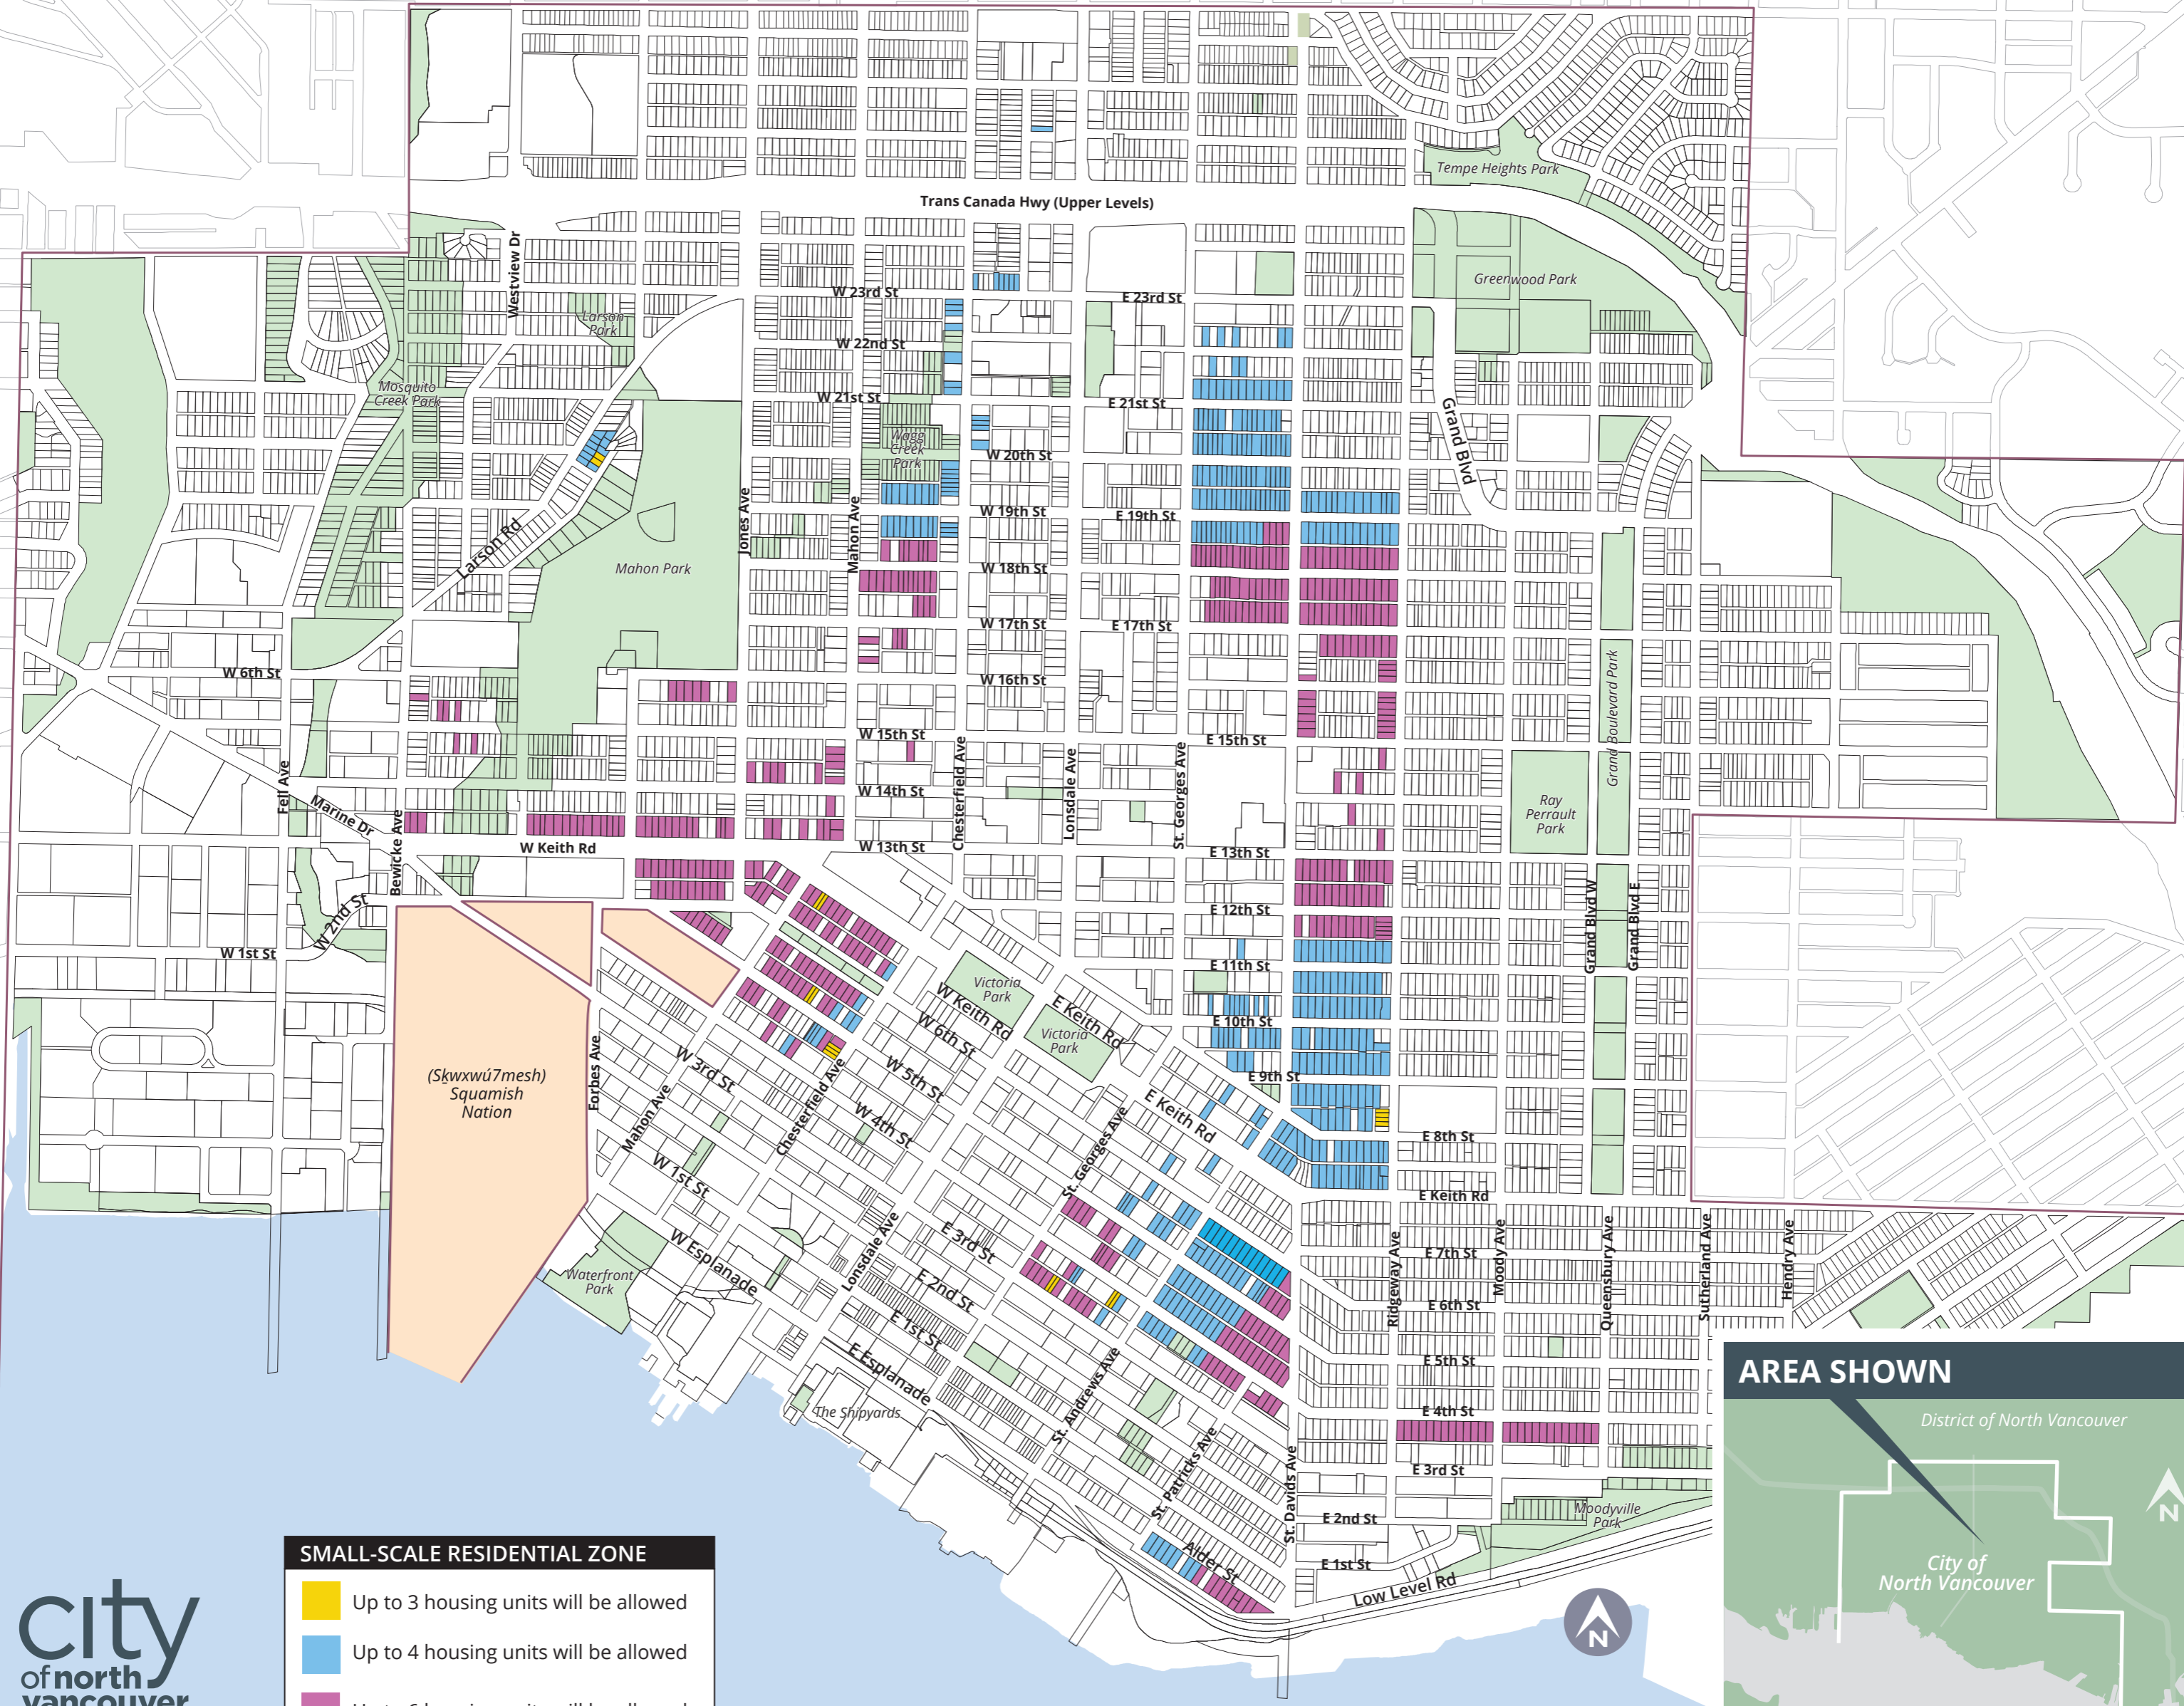 Tempe Heights Park
Trans Canada Hwy (Upper Levels)
Westview Dr
Greenwood Park
W 23rd St
E 23rd St
Larson
Park
W 22nd St
Mosquito
Creek Park
W 21st St
E 21st St
Grand Blvd
Wagg
Creek
Park
W 20th St
Jones Ave
Mahon Ave
W 19th St
E 19th St
Larson Rd
Mahon Park
W 18th St
W 17th St
E 17th St
W 6th St
W 16th St
Grand Boulevard Park
W 15th St
E 15th St
Fell Ave
Chesterfield Ave
Lonsdale Ave
St. Georges Ave
W 14th St
Marine Dr
Ray
Perrault
Park
Bewicke Ave
W Keith Rd
W 13th St
E 13th St
Grand Blvd W
Grand Blvd E
W 2nd St
E 12th St
W 1st St
E 11th St
Victoria
Park
W Keith Rd
E Keith Rd
E 10th St
W 6th St
Victoria
Park
(Sḵwxwú7mesh)
Squamish
Nation
Forbes Ave
W 3rd St
W 5th St
E 9th St
Mahon Ave
Chesterfield Ave
W 4th St
St. Georges Ave
E Keith Rd
E 8th St
W 1st St
E Keith Rd
Lonsdale Ave
E 3rd St
W Esplanade
Ridgeway Ave
E 7th St
Moody Ave
Queensbury Ave
Sutherland Ave
Hendry Ave
Waterfront
Park
E 2nd St
E 6th St
E 1st St
E 5th St
E Esplanade
The Shipyards
St. Andrews Ave
E 4th St
St. Patricks Ave
St. Davids Ave
E 3rd St
E 2nd St
Moodyville
Park
Alder St
E 1st St
Low Level Rd
N
AREA SHOWN
District of North Vancouver
N
City of
North Vancouver
SMALL-SCALE RESIDENTIAL ZONE
Up to 3 housing units will be allowed
Up to 4 housing units will be allowed
Up to 6 housing units will be allowed
city
of north
vancouver